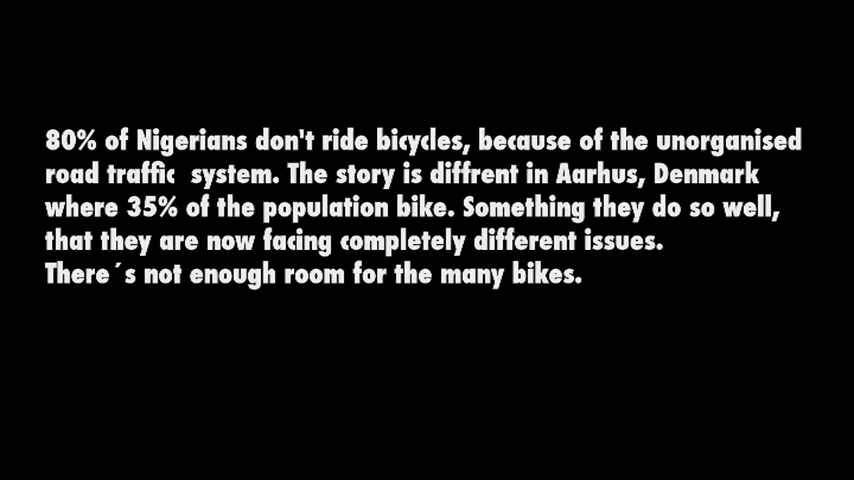 80% of Nigerians don't ride bicycles, because of the unorganised
road traffic  system. The story is diffrent in Aarhus, Denmark
where 35% of the population bike. Something they do so well,
that they are now facing completely different issues.
There´s not enough room for the many bikes.